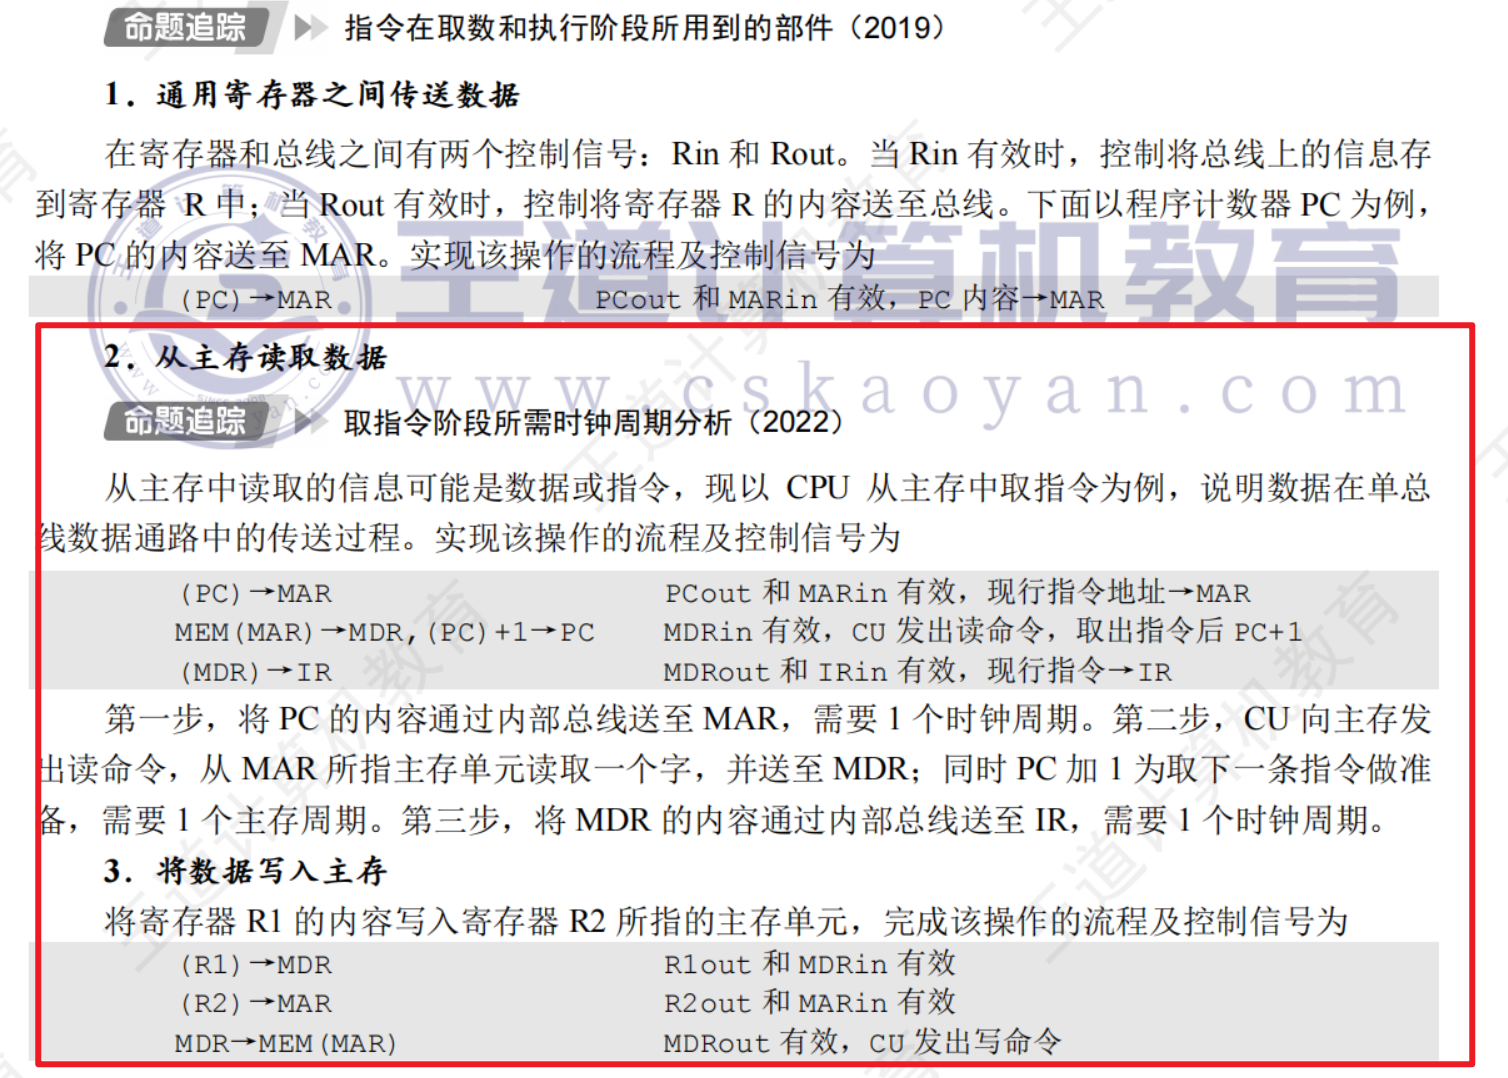 命题追踪 指令在取数和执行阶段所用到的部件（2019）
1．通用寄存器之间传送数据
在寄存器和总线之间有两个控制信号：Rin 和 Rout。当 Rin 有效时，控制将总线上的信息存
到寄存器 R 中；当 Rout 有效时，控制将寄存器 R 的内容送至总线。下面以程序计数器 PC 为例，
将 PC 的内容送至 MAR。实现该操作的流程及控制信号为
(PC)→MAR PCout 和 MARin 有效，PC 内容→MAR
王道计算机教育
2．从主存读取数据
www.cskaoyan.com
命题追踪 取指令阶段所需时钟周期分析（2022）
从主存中读取的信息可能是数据或指令，现以 CPU 从主存中取指令为例，说明数据在单总
线数据通路中的传送过程。实现该操作的流程及控制信号为
(PC)→MAR PCout 和 MARin 有效，现行指令地址→MAR
MEM(MAR)→MDR,(PC)+1→PC MDRin 有效，CU 发出读命令，取出指令后 PC+1
(MDR)→IR MDRout 和 IRin 有效，现行指令→IR
第一步，将 PC 的内容通过内部总线送至 MAR，需要 1 个时钟周期。第二步，CU 向主存发
出读命令，从 MAR 所指主存单元读取一个字，并送至 MDR；同时 PC 加 1 为取下一条指令做准
备，需要 1 个主存周期。第三步，将 MDR 的内容通过内部总线送至 IR，需要 1 个时钟周期。
3．将数据写入主存
将寄存器 R1 的内容写入寄存器 R2 所指的主存单元，完成该操作的流程及控制信号为
(R1)→MDR R1out 和 MDRin 有效
(R2)→MAR R2out 和 MARin 有效
MDR→MEM(MAR) MDRout 有效，CU 发出写命令